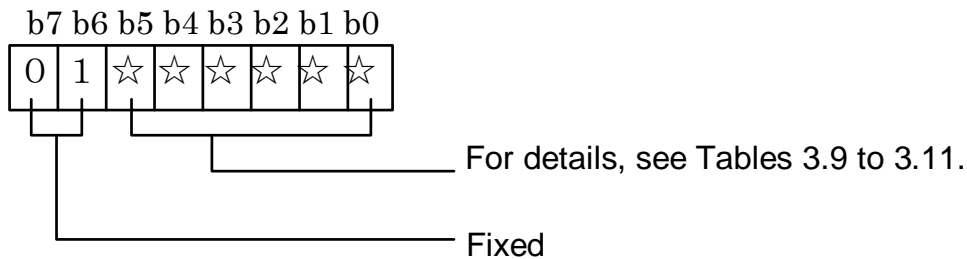 b7 b6 b5 b4 b3 b2 b1 b0
0 1 ☆ ☆ ☆ ☆ ☆ ☆
For details, see Tables 3.9 to 3.11.
Fixed